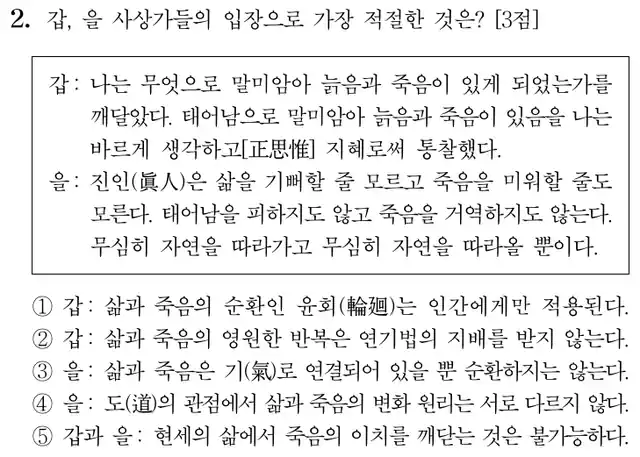 2. 갑, 을 사상가들의 입장으로 가장 적절한 것은? [3점]
갑: 나는 무엇으로 말미암아 늙음과 죽음이 있게 되었는가를
깨달았다. 태어남으로 말미암아 늙음과 죽음이 있음을 나는
바르게 생각하고[正思惟] 지혜로써 통찰했다.
을: 진인(眞人)은 삶을 기뻐할 줄 모르고 죽음을 미워할 줄도
모른다. 태어남을 피하지도 않고 죽음을 거역하지도 않는다.
무심히 자연을 따라가고 무심히 자연을 따라올 뿐이다.
① 갑: 삶과 죽음의 순환인 윤회(輪廻)는 인간에게만 적용된다.
② 갑: 삶과 죽음의 영원한 반복은 연기법의 지배를 받지 않는다.
③ 을: 삶과 죽음은 기(氣)로 연결되어 있을 뿐 순환하지는 않는다.
④ 을: 도(道)의 관점에서 삶과 죽음의 변화 원리는 서로 다르지 않다.
⑤ 갑과 을: 현세의 삶에서 죽음의 이치를 깨닫는 것은 불가능하다.